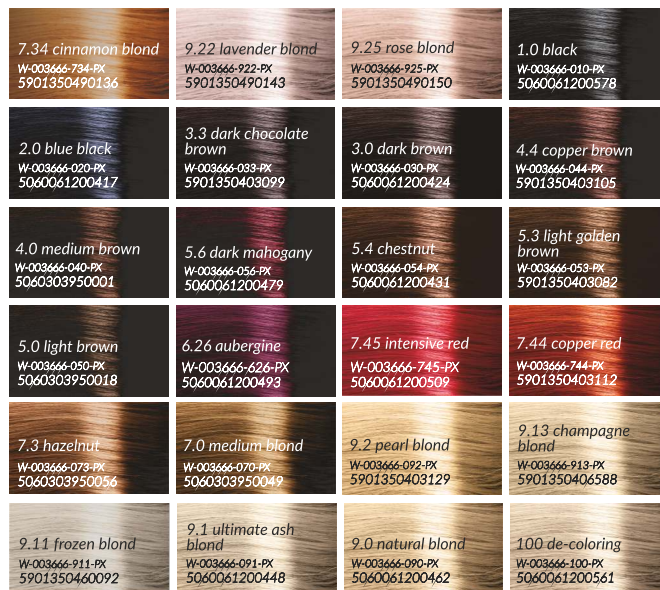 7.34 cinnamon blond
W-003666-734-PX
5901350490136
9.22 lavender blond
W-003666-922-PX
5901350490143
9.25 rose blond
W-003666-925-PX
5901350490150
1.0 black
W-003666-010-PX
5060061200578
2.0 blue black
W-003666-020-PX
5060061200417
3.3 dark chocolate
brown
W-003666-033-PX
5901350403099
3.0 dark brown
W-003666-030-PX
5060061200424
4.4 copper brown
W-003666-044-PX
5901350403105
4.0 medium brown
W-003666-040-PX
5060303950001
5.6 dark mahogany
W-003666-056-PX
5060061200479
5.4 chestnut
W-003666-054-PX
5060061200431
5.3 light golden
brown
W-003666-053-PX
5901350403082
5.0 light brown
W-003666-050-PX
5060303950018
6.26 aubergine
W-003666-626-PX
5060061200493
7.45 intensive red
W-003666-745-PX
5060061200509
7.44 copper red
W-003666-744-PX
5901350403112
7.3 hazelnut
W-003666-073-PX
5060303950056
7.0 medium blond
W-003666-070-PX
5060303950049
9.2 pearl blond
W-003666-092-PX
5901350403129
9.13 champagne
blond
W-003666-913-PX
5901350406588
9.11 frozen blond
W-003666-911-PX
5901350460092
9.1 ultimate ash
blond
W-003666-091-PX
5060061200448
9.0 natural blond
W-003666-090-PX
5060061200462
100 de-coloring
W-003666-100-PX
5060061200561